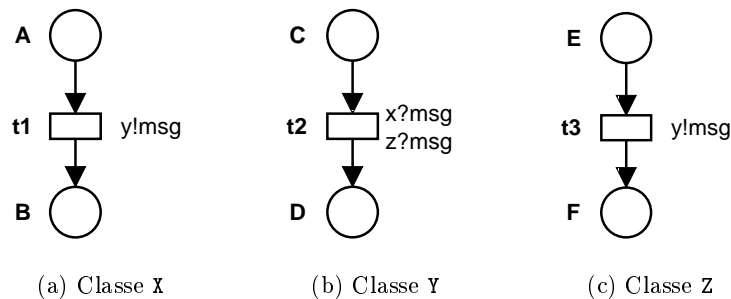 A
C
E
t1
y!msg
t2
x?msg
z?msg
t3
y!msg
B
D
F
(a) Classe X
(b) Classe Y
(c) Classe Z